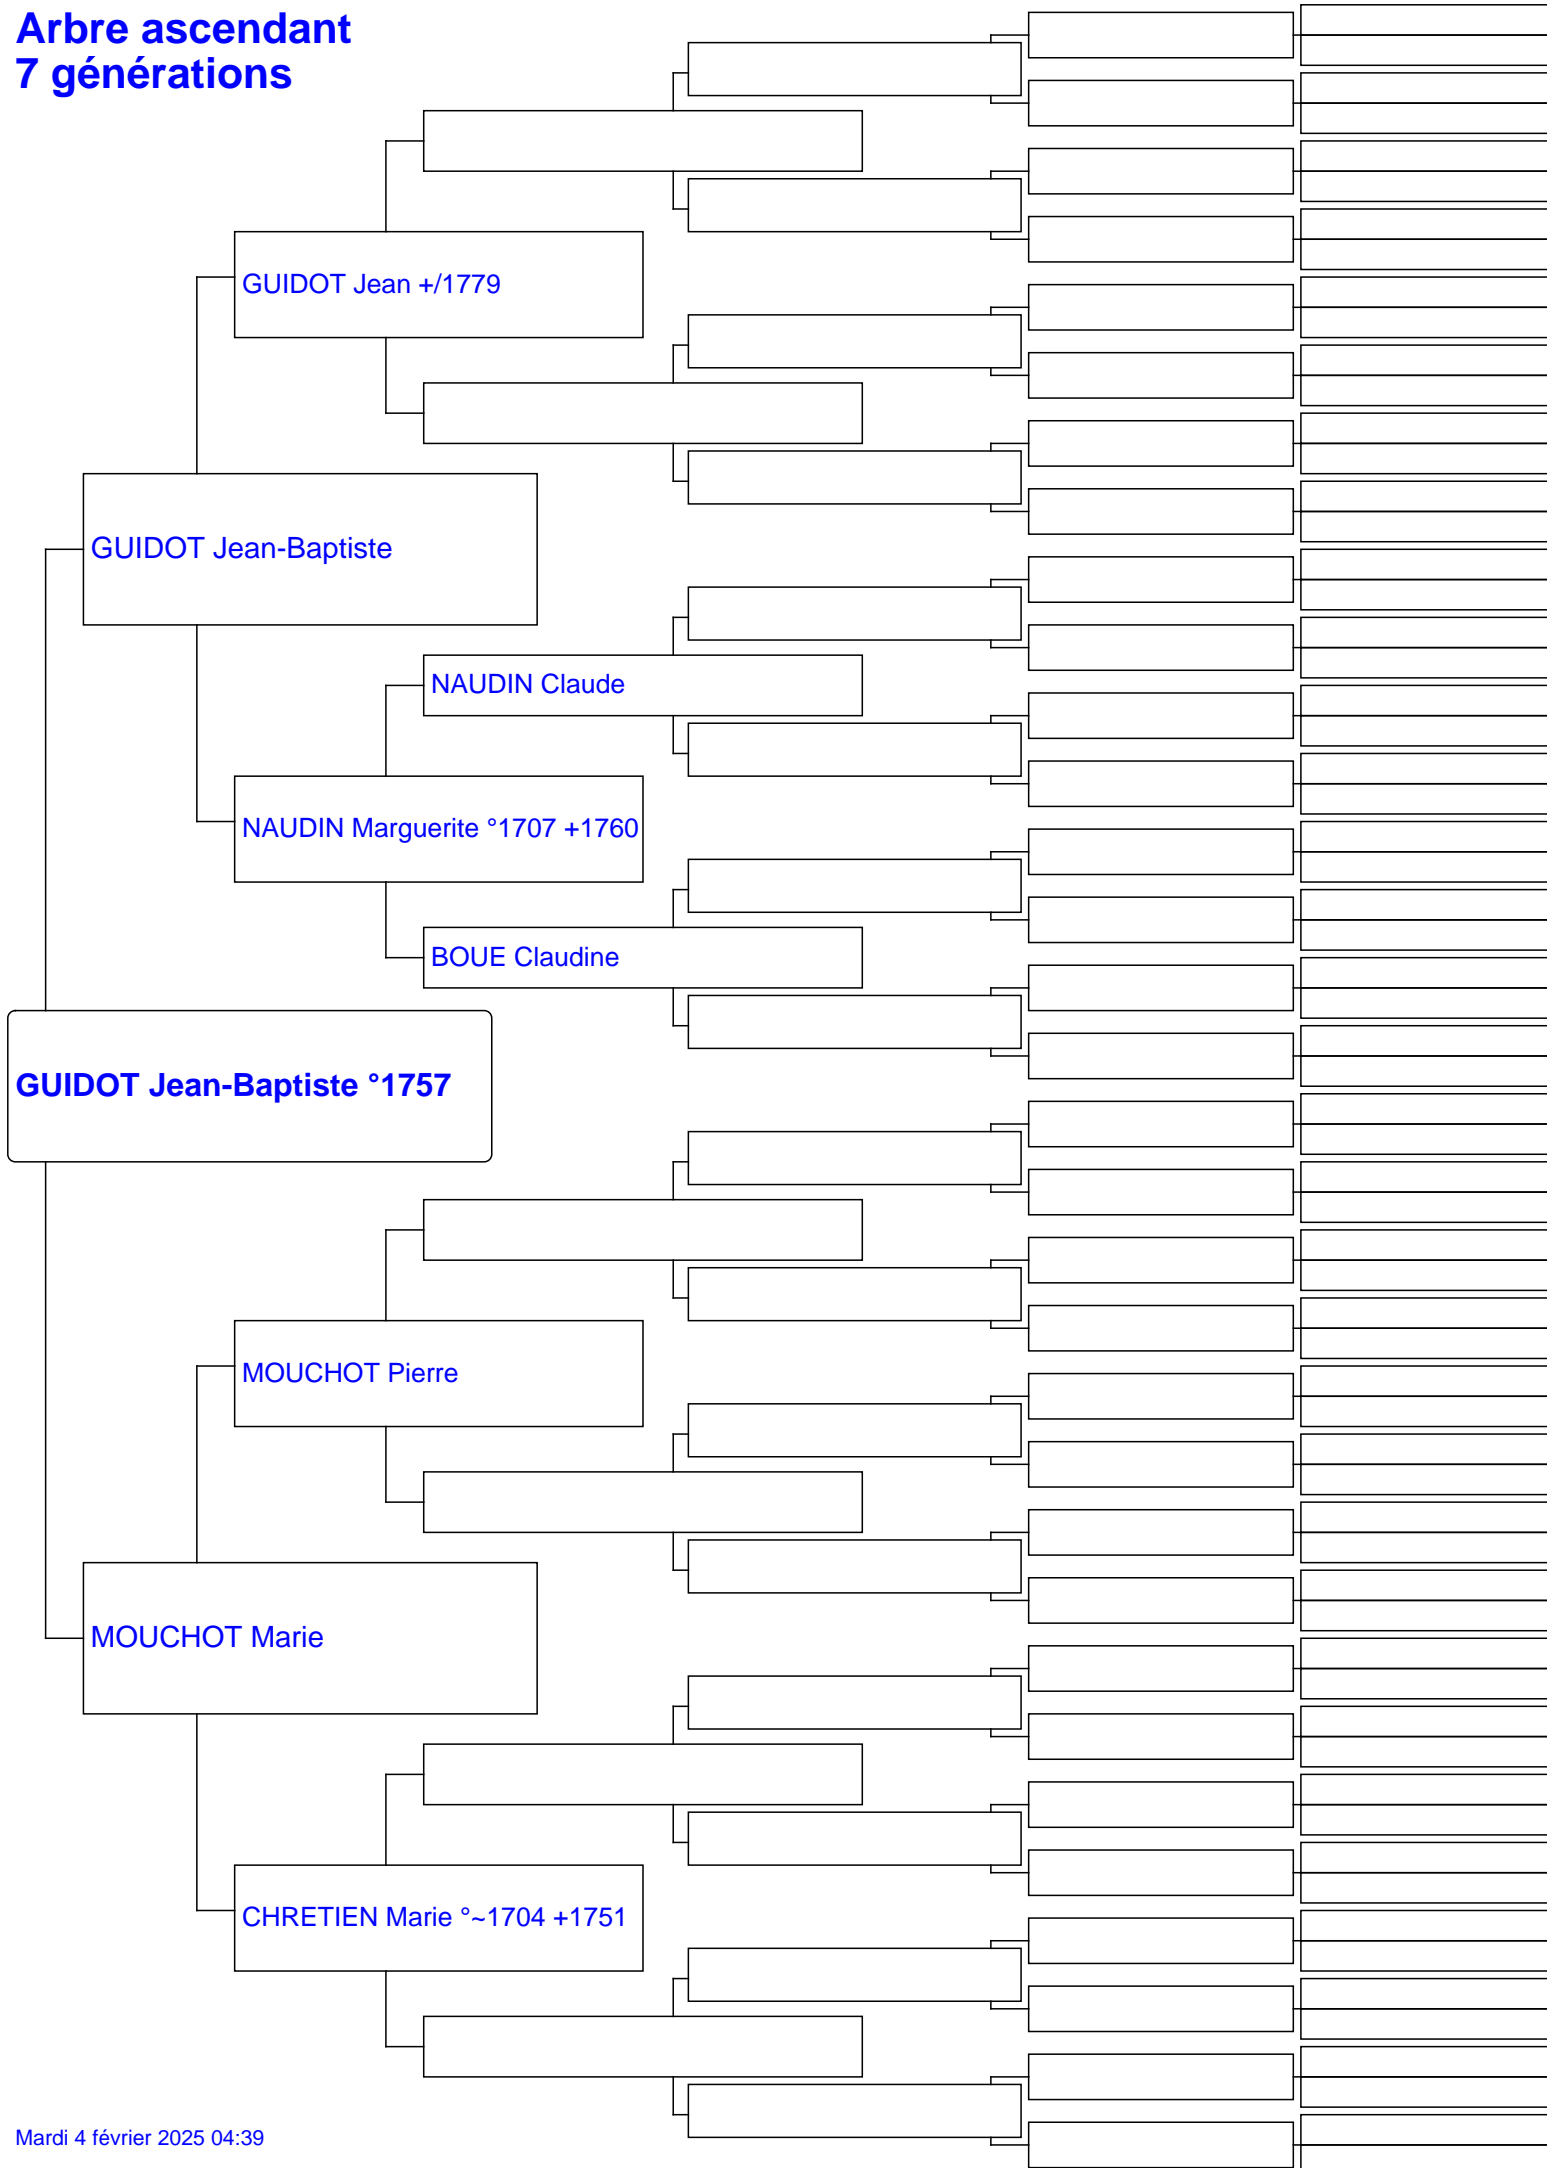 Arbre ascendant
7 générations
GUIDOT Jean +/1779
GUIDOT Jean-Baptiste
NAUDIN Claude
NAUDIN Marguerite °1707 +1760
BOUE Claudine
GUIDOT Jean-Baptiste °1757
MOUCHOT Pierre
MOUCHOT Marie
CHRETIEN Marie °~1704 +1751
Mardi 4 février 2025 04:39